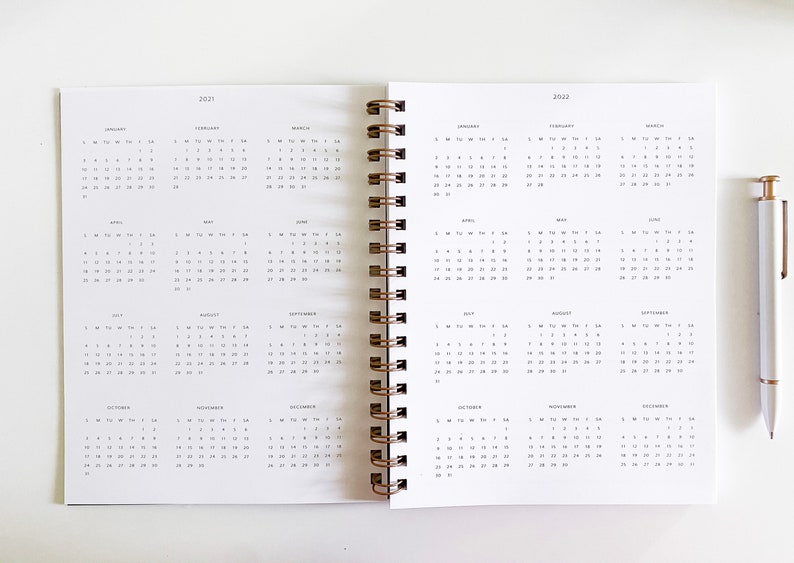 2021
JANUARY
S M TU W TH F SA
1 2
3 4 5 6 7 8 9
10 11 12 13 14 15 16
17 18 19 20 21 22 23
24 25 26 27 28 29 30
31
FEBRUARY
S M TU W TH F SA
1 2 3 4 5 6
7 8 9 10 11 12 13
14 15 16 17 18 19 20
21 22 23 24 25 26 27
28
MARCH
S M TU W TH F SA
1 2 3 4 5 6
7 8 9 10 11 12 13
14 15 16 17 18 19 20
21 22 23 24 25 26 27
28 29 30 31
APRIL
S M TU W TH F SA
1 2 3
4 5 6 7 8 9 10
11 12 13 14 15 16 17
18 19 20 21 22 23 24
25 26 27 28 29 30
MAY
S M TU W TH F SA
1
2 3 4 5 6 7 8
9 10 11 12 13 14 15
16 17 18 19 20 21 22
23 24 25 26 27 28 29
30 31
JUNE
S M TU W TH F SA
1 2 3 4 5
6 7 8 9 10 11 12
13 14 15 16 17 18 19
20 21 22 23 24 25 26
27 28 29 30
JULY
S M TU W TH F SA
1 2 3
4 5 6 7 8 9 10
11 12 13 14 15 16 17
18 19 20 21 22 23 24
25 26 27 28 29 30 31
AUGUST
S M TU W TH F SA
1 2 3 4 5 6 7
8 9 10 11 12 13 14
15 16 17 18 19 20 21
22 23 24 25 26 27 28
29 30 31
SEPTEMBER
S M TU W TH F SA
1 2 3 4
5 6 7 8 9 10 11
12 13 14 15 16 17 18
19 20 21 22 23 24 25
26 27 28 29 30
OCTOBER
S M TU W TH F SA
1 2
3 4 5 6 7 8 9
10 11 12 13 14 15 16
17 18 19 20 21 22 23
24 25 26 27 28 29 30
31
NOVEMBER
S M TU W TH F SA
1 2 3 4 5 6
7 8 9 10 11 12 13
14 15 16 17 18 19 20
21 22 23 24 25 26 27
28 29 30
DECEMBER
S M TU W TH F SA
1 2 3 4
5 6 7 8 9 10 11
12 13 14 15 16 17 18
19 20 21 22 23 24 25
26 27 28 29 30 31
2022
JANUARY
S M TU W TH F SA
1
2 3 4 5 6 7 8
9 10 11 12 13 14 15
16 17 18 19 20 21 22
23 24 25 26 27 28 29
30 31
FEBRUARY
S M TU W TH F SA
1 2 3 4 5
6 7 8 9 10 11 12
13 14 15 16 17 18 19
20 21 22 23 24 25 26
27 28
MARCH
S M TU W TH F SA
1 2 3 4 5
6 7 8 9 10 11 12
13 14 15 16 17 18 19
20 21 22 23 24 25 26
27 28 29 30 31
APRIL
S M TU W TH F SA
1 2
3 4 5 6 7 8 9
10 11 12 13 14 15 16
17 18 19 20 21 22 23
24 25 26 27 28 29 30
MAY
S M TU W TH F SA
1 2 3 4 5 6 7
8 9 10 11 12 13 14
15 16 17 18 19 20 21
22 23 24 25 26 27 28
29 30 31
JUNE
S M TU W TH F SA
1 2 3 4
5 6 7 8 9 10 11
12 13 14 15 16 17 18
19 20 21 22 23 24 25
26 27 28 29 30
JULY
S M TU W TH F SA
1 2
3 4 5 6 7 8 9
10 11 12 13 14 15 16
17 18 19 20 21 22 23
24 25 26 27 28 29 30
31
AUGUST
S M TU W TH F SA
1 2 3 4 5 6
7 8 9 10 11 12 13
14 15 16 17 18 19 20
21 22 23 24 25 26 27
28 29 30 31
SEPTEMBER
S M TU W TH F SA
1 2 3
4 5 6 7 8 9 10
11 12 13 14 15 16 17
18 19 20 21 22 23 24
25 26 27 28 29 30
OCTOBER
S M TU W TH F SA
1
2 3 4 5 6 7 8
9 10 11 12 13 14 15
16 17 18 19 20 21 22
23 24 25 26 27 28 29
30 31
NOVEMBER
S M TU W TH F SA
1 2 3 4 5
6 7 8 9 10 11 12
13 14 15 16 17 18 19
20 21 22 23 24 25 26
27 28 29 30
DECEMBER
S M TU W TH F SA
1 2 3
4 5 6 7 8 9 10
11 12 13 14 15 16 17
18 19 20 21 22 23 24
25 26 27 28 29 30 31